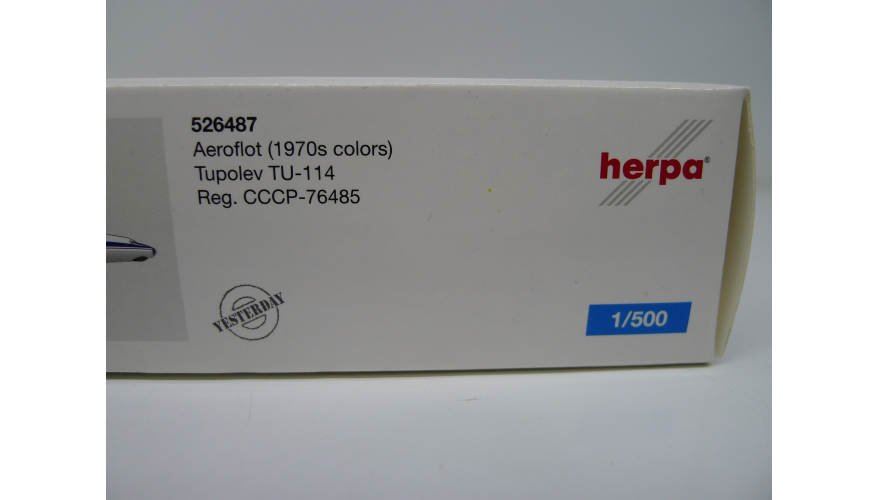 526487
Aeroflot (1970s colors)
Tupolev TU-114
Reg. CCCP-76485
herpa®
YESTERDAY
1/500